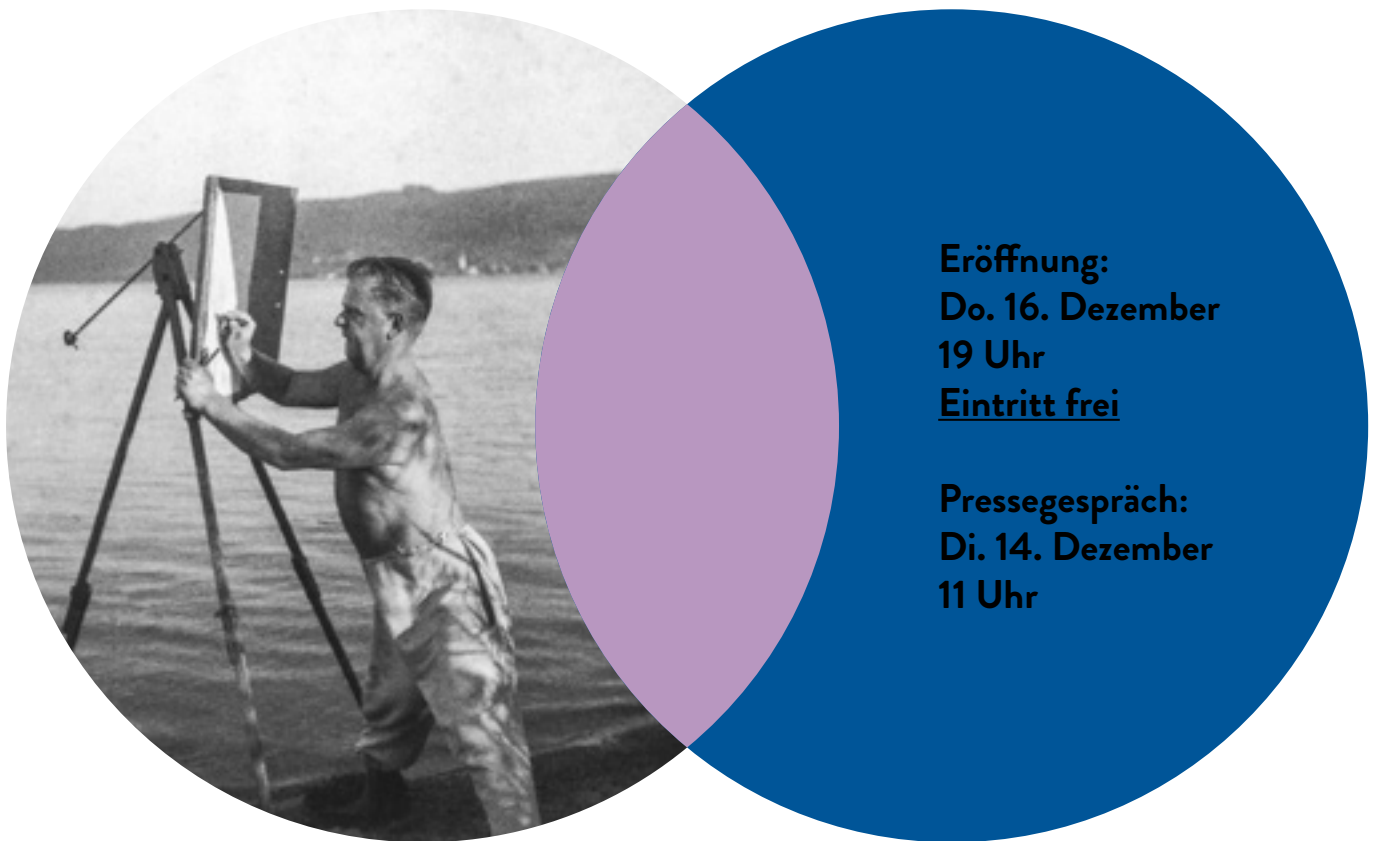 Eröffnung:
Do. 16. Dezember
19 Uhr
Eintritt frei
Pressegespräch:
Di. 14. Dezember
11 Uhr